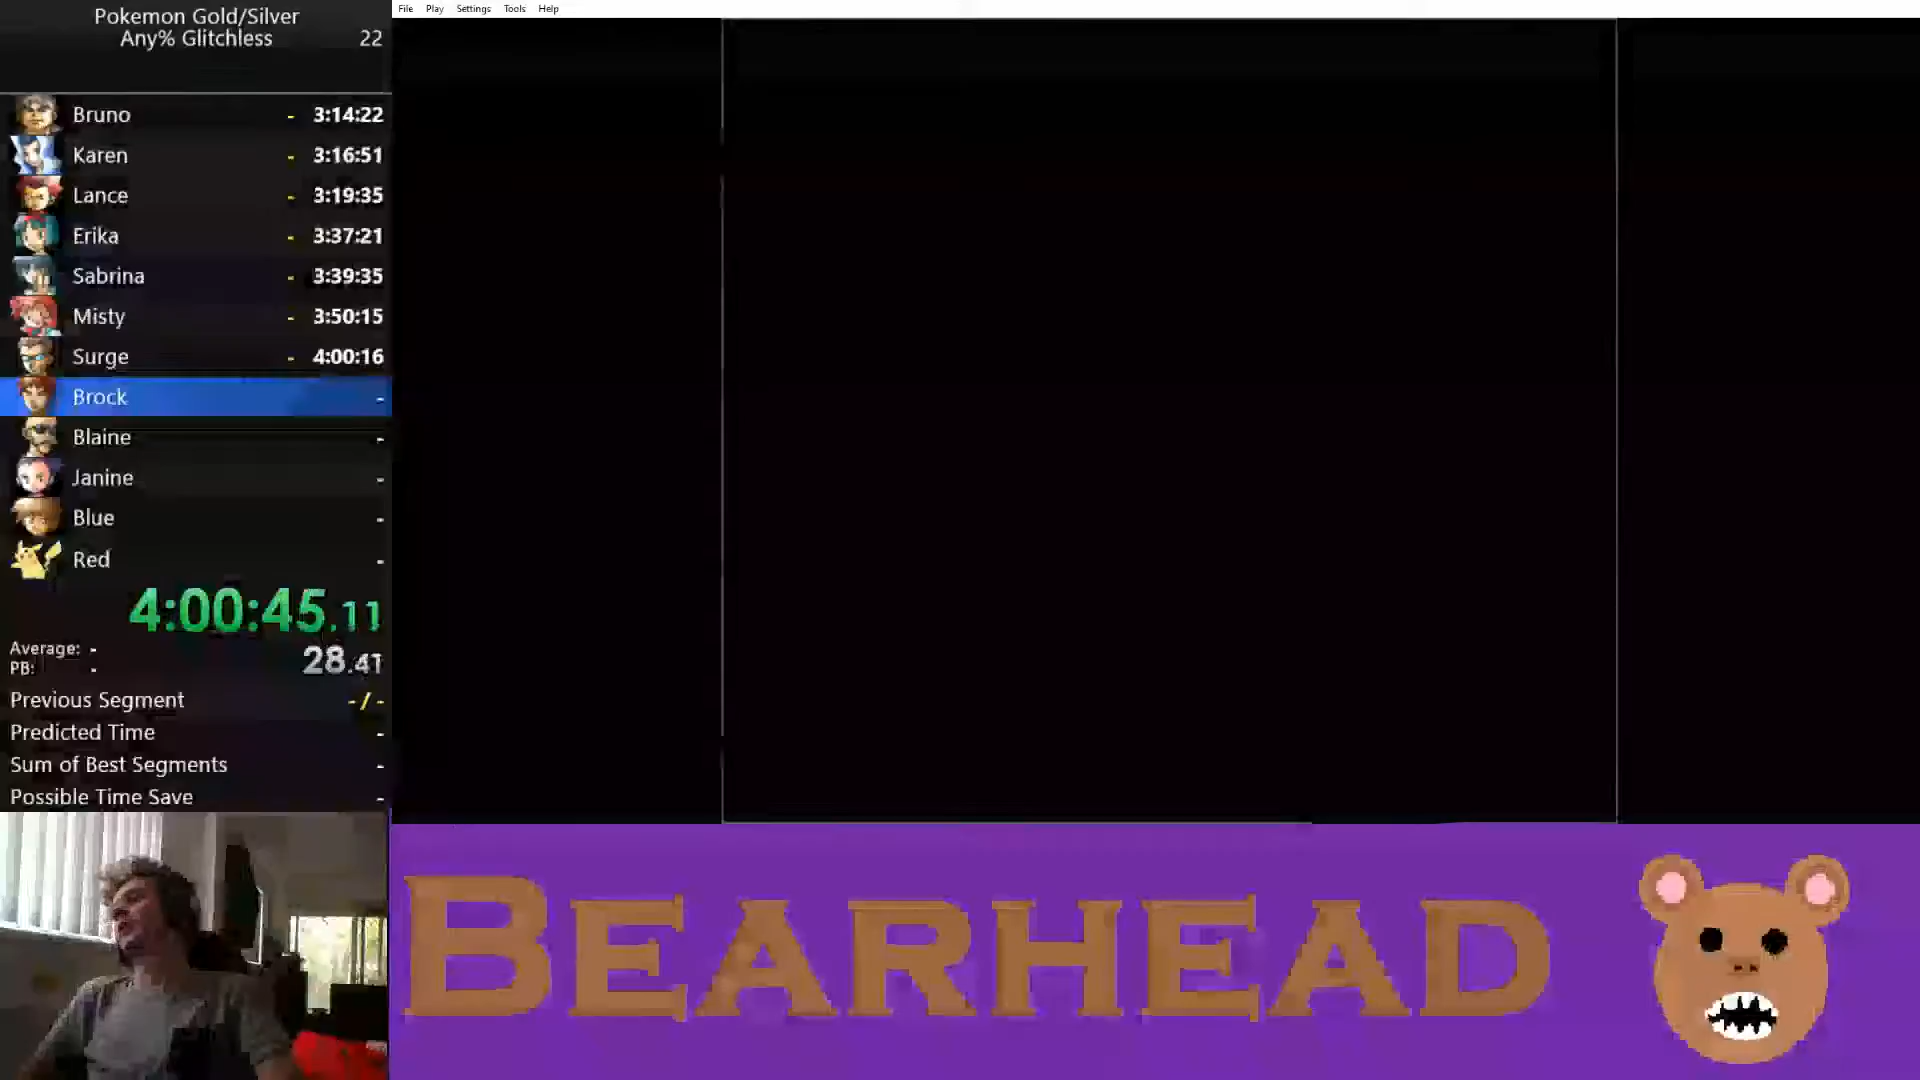 File Play Settings Tools Help
Pokemon Gold/Silver
Any% Glitchless 22
Bruno - 3:14:22
Karen - 3:16:51
Lance - 3:19:35
Erika - 3:37:21
Sabrina - 3:39:35
Misty - 3:50:15
Surge - 4:00:16
Brock -
Blaine -
Janine -
Blue -
Red -
4:00:45.11
Average: -
PB: -
28.41
Previous Segment - / -
Predicted Time -
Sum of Best Segments -
Possible Time Save -
BEARHEAD